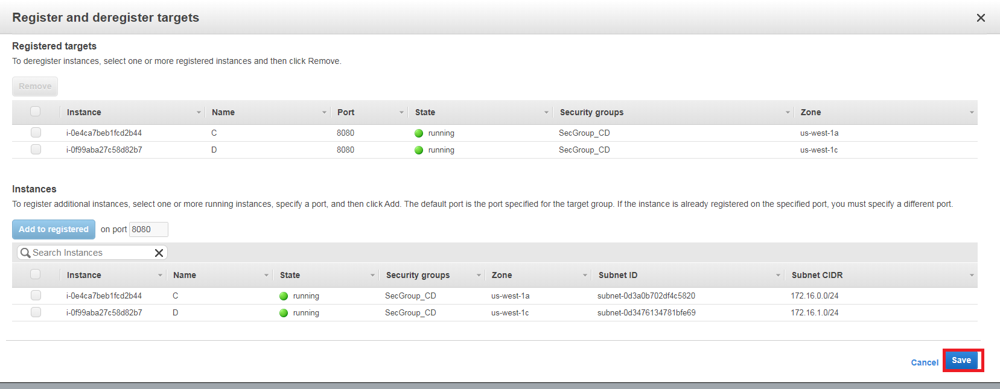 Register and deregister targets
Registered targets
To deregister instances, select one or more registered instances and then click Remove.
Remove
Instance Name Port State Security groups Zone
i-0e4ca7beb1fcd2b44 C 8080 running SecGroup_CD us-west-1a
i-0f99aba27c58d82b7 D 8080 running SecGroup_CD us-west-1c
Instances
To register additional instances, select one or more running instances, specify a port, and then click Add. The default port is the port specified for the target group. If the instance is already registered on the specified port, you must specify a different port.
Add to registered on port 8080
Search Instances
Instance Name State Security groups Zone Subnet ID Subnet CIDR
i-0e4ca7beb1fcd2b44 C running SecGroup_CD us-west-1a subnet-0d3a0b702df4c5820 172.16.0.0/24
i-0f99aba27c58d82b7 D running SecGroup_CD us-west-1c subnet-0d3476134781bfe69 172.16.1.0/24
Cancel Save